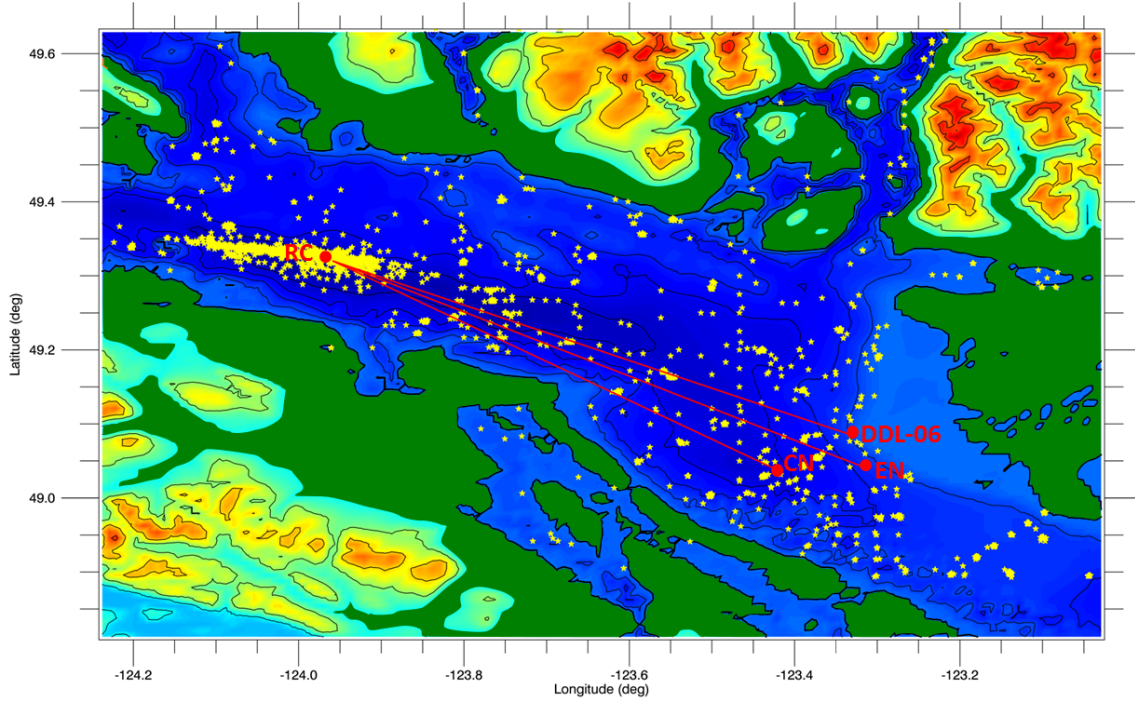 49.6
49.4
RC
49.2
DDL-06
CN
EN
49.0
Latitude (deg)
-124.2
-124.0
-123.8
-123.6
-123.4
-123.2
Longitude (deg)